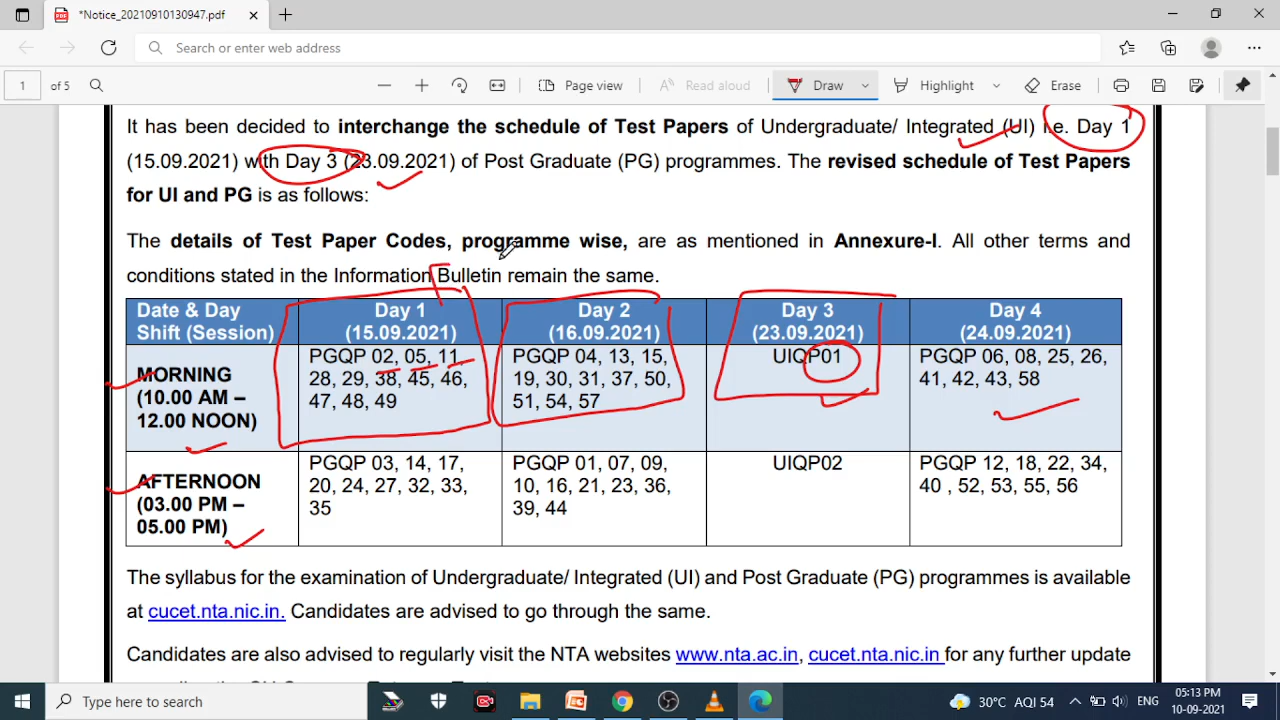 *Notice_20210910130947.pdf
Search or enter web address
1 of 5
Page view
Read aloud
Draw
Highlight
Erase
It has been decided to interchange the schedule of Test Papers of Undergraduate/ Integrated (UI) i.e. Day 1
(15.09.2021) with Day 3 (23.09.2021) of Post Graduate (PG) programmes. The revised schedule of Test Papers
for UI and PG is as follows:
The details of Test Paper Codes, programme wise, are as mentioned in Annexure-I. All other terms and
conditions stated in the Information Bulletin remain the same.
Date & Day
Shift (Session)
Day 1
(15.09.2021)
Day 2
(16.09.2021)
Day 3
(23.09.2021)
Day 4
(24.09.2021)
MORNING
(10.00 AM –
12.00 NOON)
PGQP 02, 05, 11,
28, 29, 38, 45, 46,
47, 48, 49
PGQP 04, 13, 15,
19, 30, 31, 37, 50,
51, 54, 57
UIQP01
PGQP 06, 08, 25, 26,
41, 42, 43, 58
AFTERNOON
(03.00 PM –
05.00 PM)
PGQP 03, 14, 17,
20, 24, 27, 32, 33,
35
PGQP 01, 07, 09,
10, 16, 21, 23, 36,
39, 44
UIQP02
PGQP 12, 18, 22, 34,
40 , 52, 53, 55, 56
The syllabus for the examination of Undergraduate/ Integrated (UI) and Post Graduate (PG) programmes is available
at cucet.nta.nic.in. Candidates are advised to go through the same.
Candidates are also advised to regularly visit the NTA websites www.nta.ac.in, cucet.nta.nic.in for any further update
Type here to search
30°C AQI 54
ENG
05:13 PM
10-09-2021